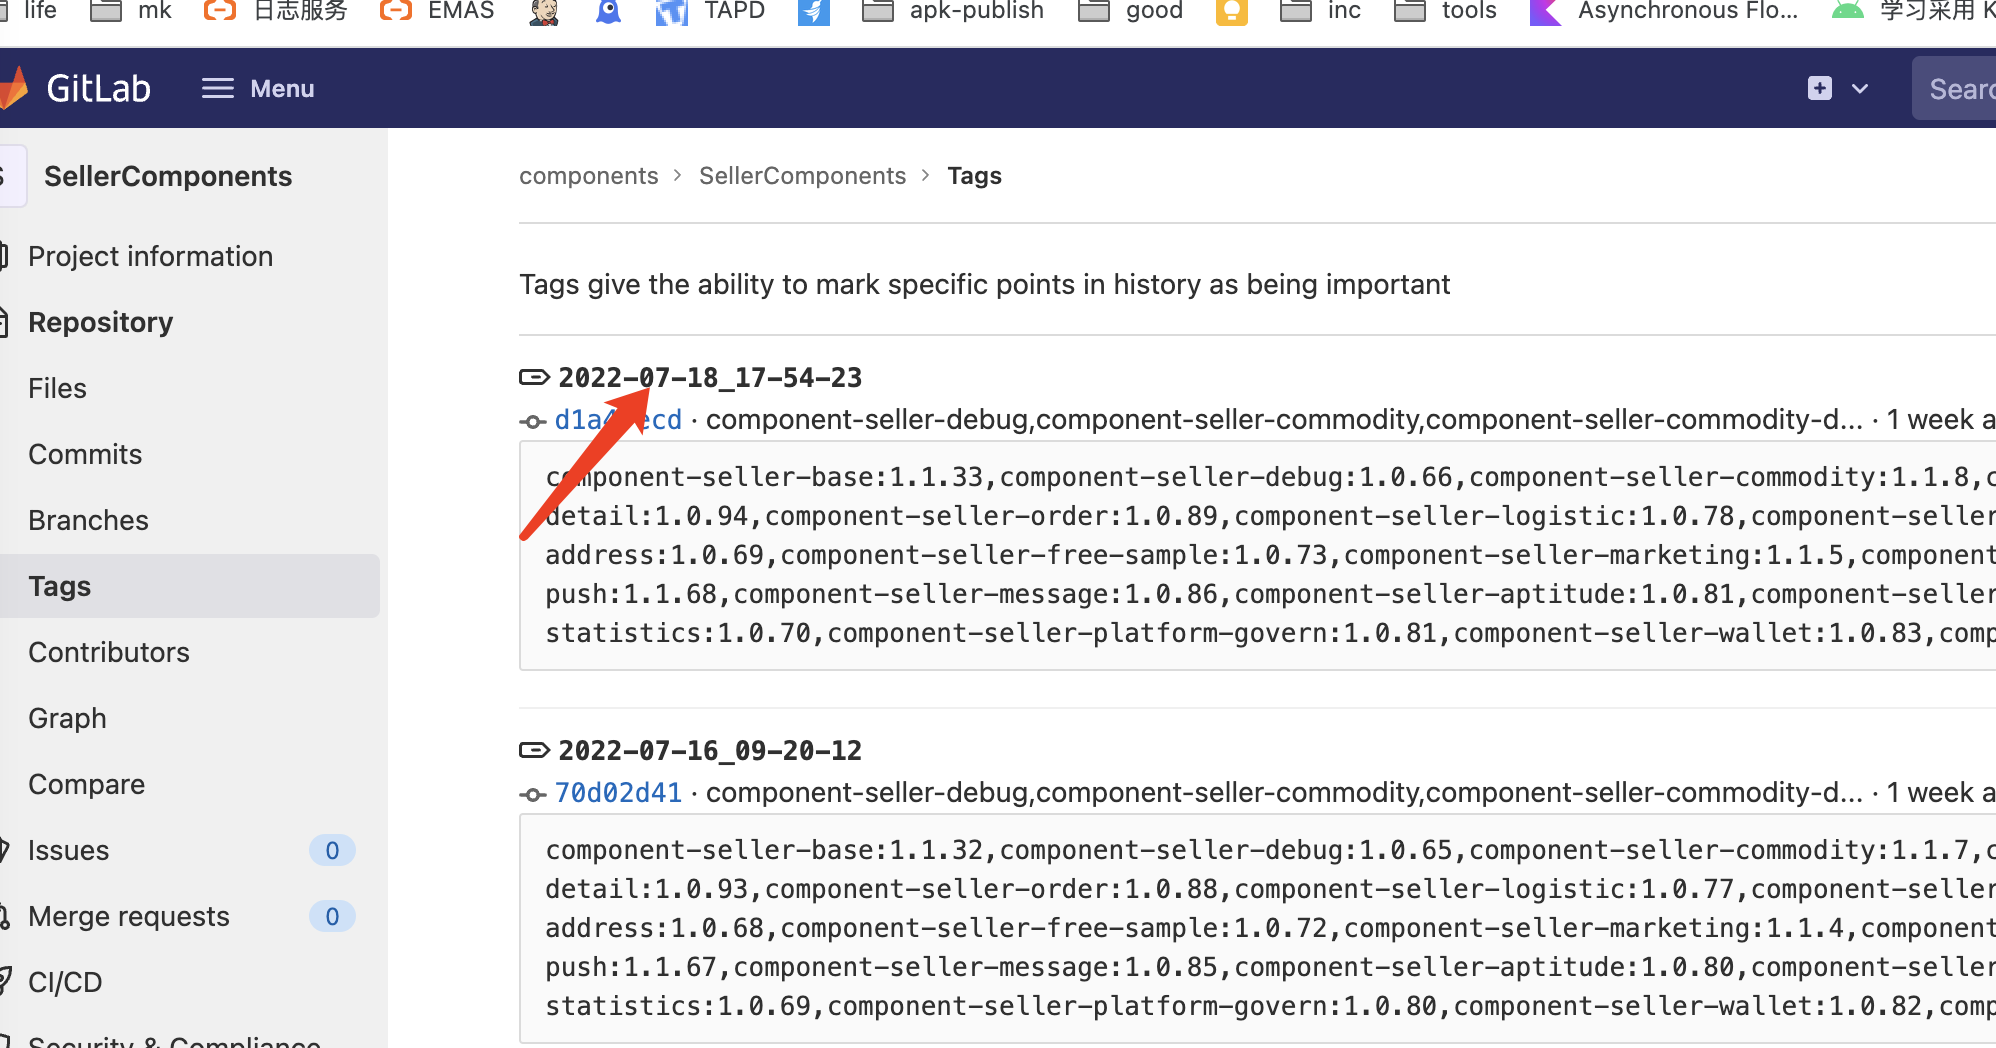 life mk 日志服务 EMAS TAPD apk-publish good inc tools Asynchronous Flo... 学习采用 K
GitLab Menu
Sear
SellerComponents
Project information
Repository
Files
Commits
Branches
Tags
Contributors
Graph
Compare
Issues 0
Merge requests 0
CI/CD
Security & Compliance
components > SellerComponents > Tags
Tags give the ability to mark specific points in history as being important
2022-07-18_17-54-23
component-seller-debug,component-seller-commodity,component-seller-commodity-d... · 1 week a
component-seller-base:1.1.33,component-seller-debug:1.0.66,component-seller-commodity:1.1.8,c
detail:1.0.94,component-seller-order:1.0.89,component-seller-logistic:1.0.78,component-seller
address:1.0.69,component-seller-free-sample:1.0.73,component-seller-marketing:1.1.5,component
push:1.1.68,component-seller-message:1.0.86,component-seller-aptitude:1.0.81,component-seller
statistics:1.0.70,component-seller-platform-govern:1.0.81,component-seller-wallet:1.0.83,comp
2022-07-16_09-20-12
70d02d41 · component-seller-debug,component-seller-commodity,component-seller-commodity-d... · 1 week a
component-seller-base:1.1.32,component-seller-debug:1.0.65,component-seller-commodity:1.1.7,c
detail:1.0.93,component-seller-order:1.0.88,component-seller-logistic:1.0.77,component-seller
address:1.0.68,component-seller-free-sample:1.0.72,component-seller-marketing:1.1.4,component
push:1.1.67,component-seller-message:1.0.85,component-seller-aptitude:1.0.80,component-seller
statistics:1.0.69,component-seller-platform-govern:1.0.80,component-seller-wallet:1.0.82,comp